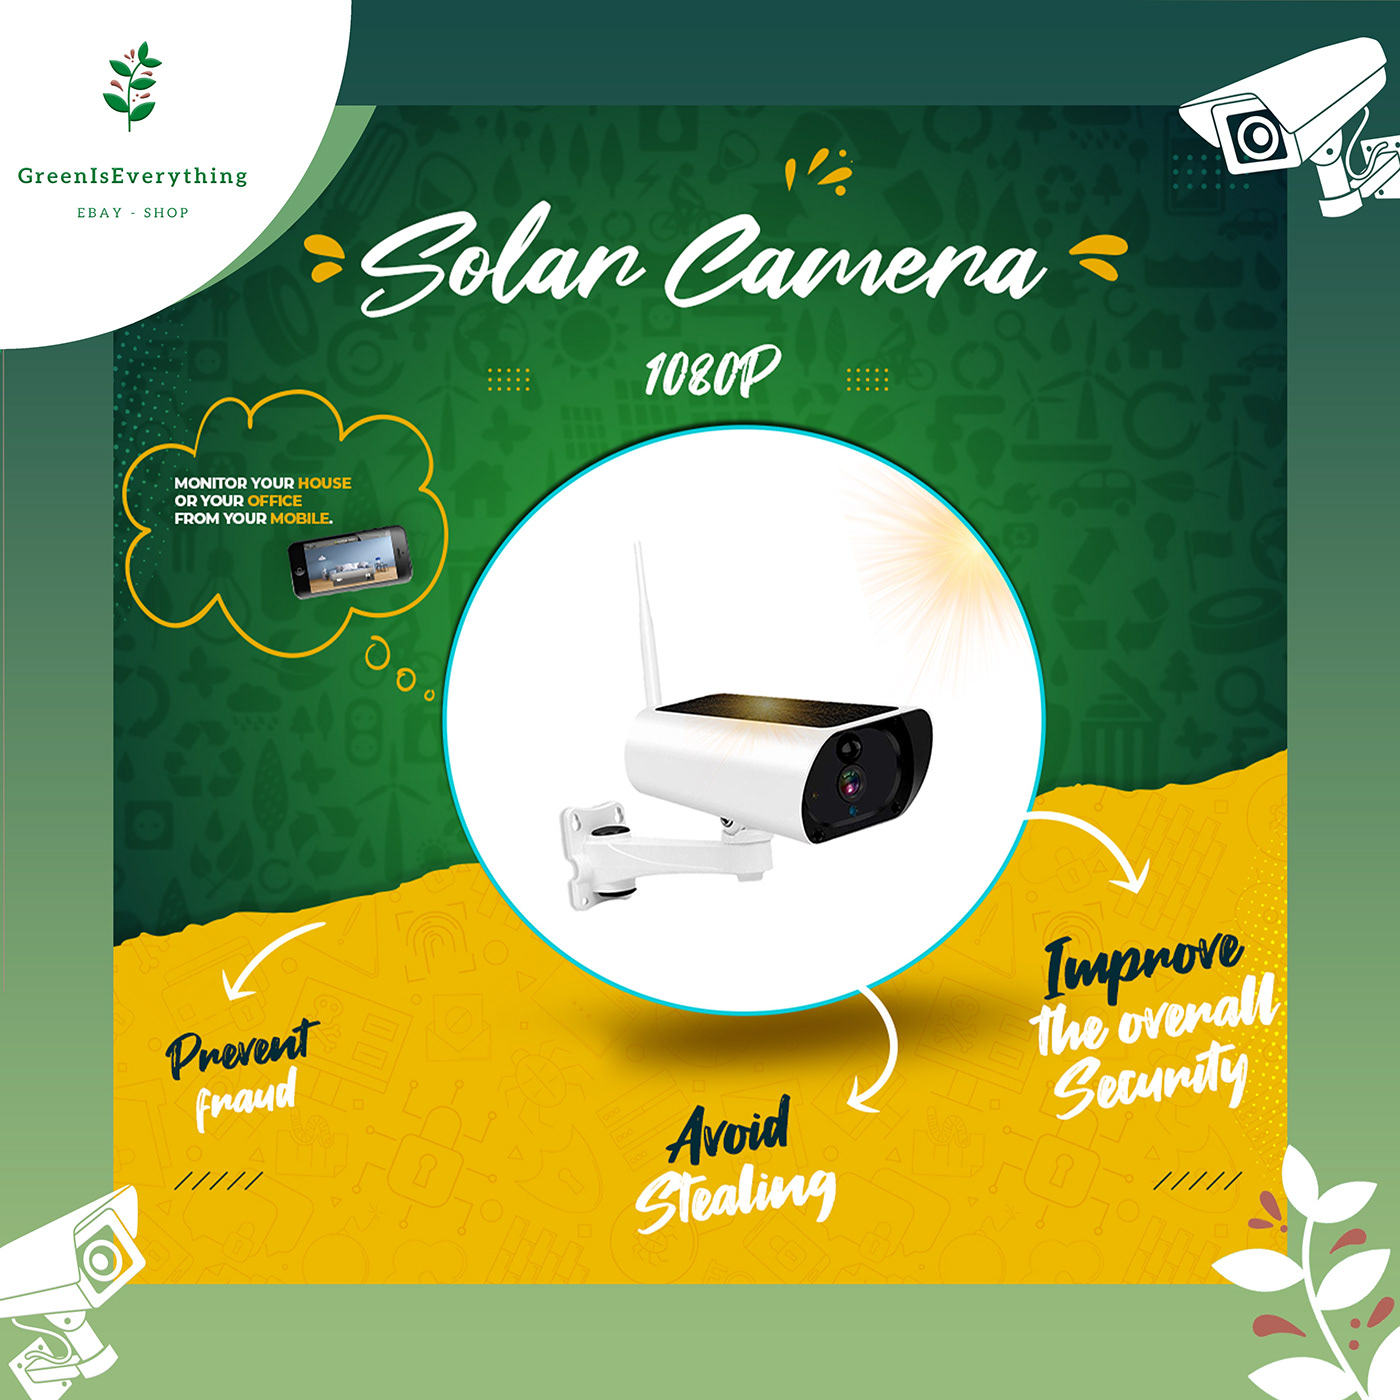 GreenIsEverything
EBAY - SHOP
Solar Camera
1080P
MONITOR YOUR HOUSE
OR YOUR OFFICE
FROM YOUR MOBILE.
Prevent
fraud
Avoid
Stealing
Improve
the overall
Security